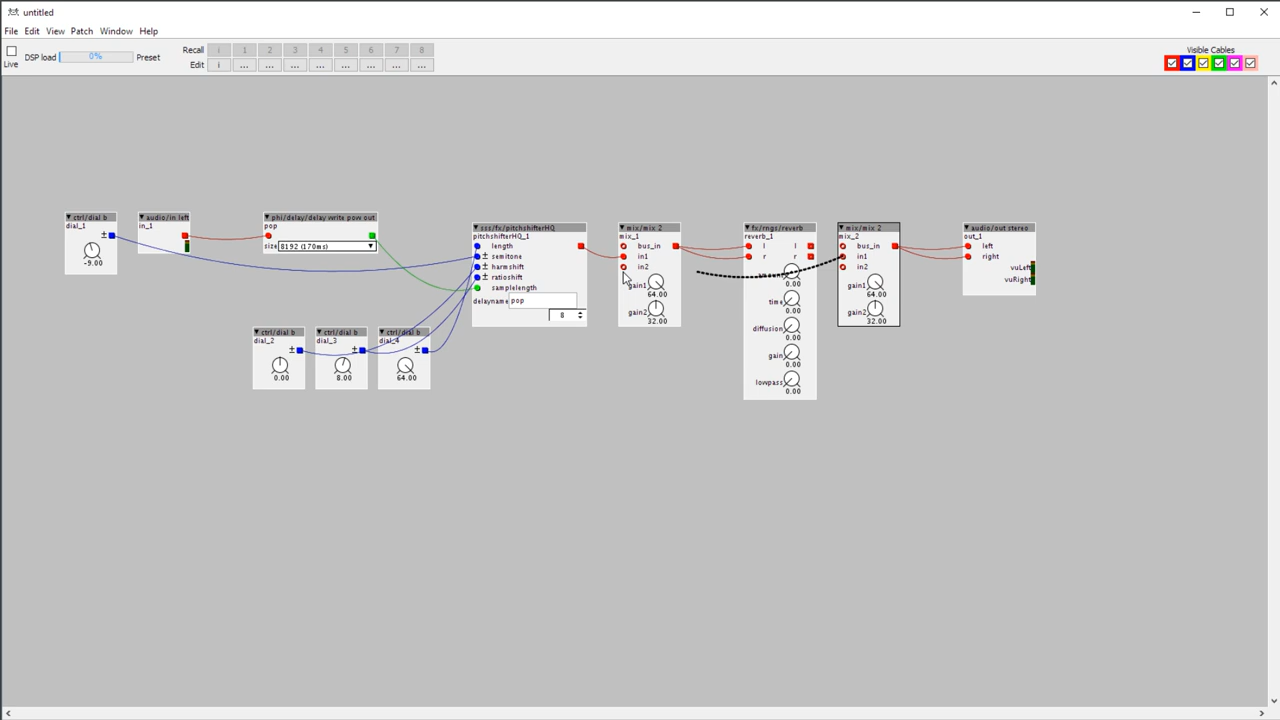 untitled
File Edit View Patch Window Help
Live
DSP load 0% Preset
Recall i 1 2 3 4 5 6 7 8
Edit i ... ... ... ... ... ... ... ...
Visible Cables
ctrl/dial b
dial_1
±
-9.00
audio/in left
in_1
phi/delay/delay write pow out
pop
size 8192 (170ms)
ctrl/dial b
dial_2
±
0.00
ctrl/dial b
dial_3
±
8.00
ctrl/dial b
dial_4
±
64.00
sss/fx/pitchshifterHQ
pitchshifterHQ_1
length
± semitone
± harmshift
± ratioshift
samplelength
delayname pop
8
mix/mix 2
mix_1
bus_in
in1
in2
gain1
64.00
gain2
32.00
fx/rngs/reverb
reverb_1
l l
r r
0.00
time
0.00
diffusion
0.00
gain
0.00
lowpass
0.00
mix/mix 2
mix_2
bus_in
in1
in2
gain1
64.00
gain2
32.00
audio/out stereo
out_1
left
right
vuLeft
vuRight